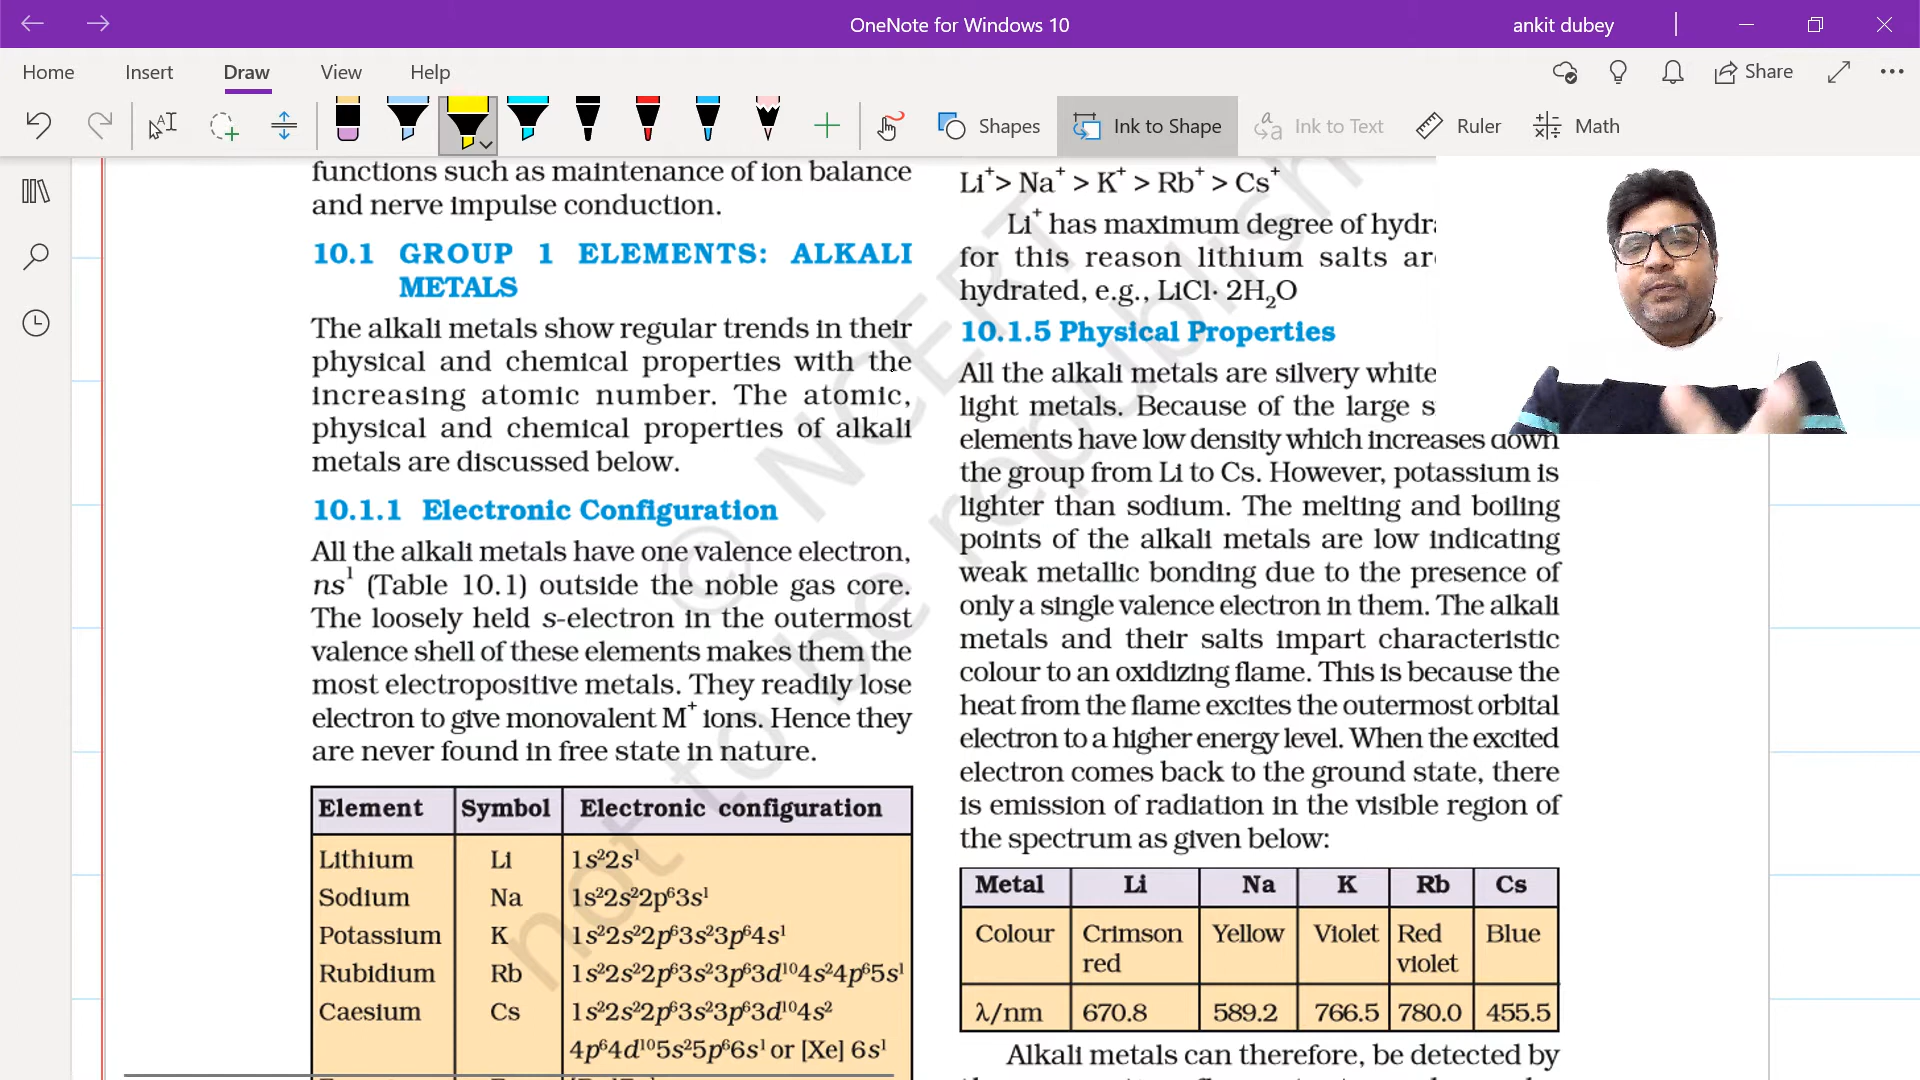 OneNote for Windows 10
ankit dubey
Home Insert Draw View Help
Share
Shapes Ink to Shape Ink to Text Ruler Math
functions such as maintenance of ion balance
and nerve impulse conduction.
10.1 GROUP 1 ELEMENTS: ALKALI
METALS
The alkali metals show regular trends in their
physical and chemical properties with the
increasing atomic number. The atomic,
physical and chemical properties of alkali
metals are discussed below.
10.1.1 Electronic Configuration
All the alkali metals have one valence electron,
ns¹ (Table 10.1) outside the noble gas core.
The loosely held s-electron in the outermost
valence shell of these elements makes them the
most electropositive metals. They readily lose
electron to give monovalent M⁺ ions. Hence they
are never found in free state in nature.
Element Symbol Electronic configuration
Lithium Li 1s²2s¹
Sodium Na 1s²2s²2p⁶3s¹
Potassium K 1s²2s²2p⁶3s²3p⁶4s¹
Rubidium Rb 1s²2s²2p⁶3s²3p⁶3d¹⁰4s²4p⁶5s¹
Caesium Cs 1s²2s²2p⁶3s²3p⁶3d¹⁰4s²
4p⁶4d¹⁰5s²5p⁶6s¹ or [Xe] 6s¹
Li⁺> Na⁺ > K⁺ > Rb⁺ > Cs⁺
Li⁺ has maximum degree of hydr
for this reason lithium salts ar
hydrated, e.g., LiCl· 2H₂O
10.1.5 Physical Properties
All the alkali metals are silvery white
light metals. Because of the large s
elements have low density which increases down
the group from Li to Cs. However, potassium is
lighter than sodium. The melting and boiling
points of the alkali metals are low indicating
weak metallic bonding due to the presence of
only a single valence electron in them. The alkali
metals and their salts impart characteristic
colour to an oxidizing flame. This is because the
heat from the flame excites the outermost orbital
electron to a higher energy level. When the excited
electron comes back to the ground state, there
is emission of radiation in the visible region of
the spectrum as given below:
Metal Li Na K Rb Cs
Colour Crimson Yellow Violet Red Blue
red violet
λ/nm 670.8 589.2 766.5 780.0 455.5
Alkali metals can therefore, be detected by
© NCERT
not to be republish